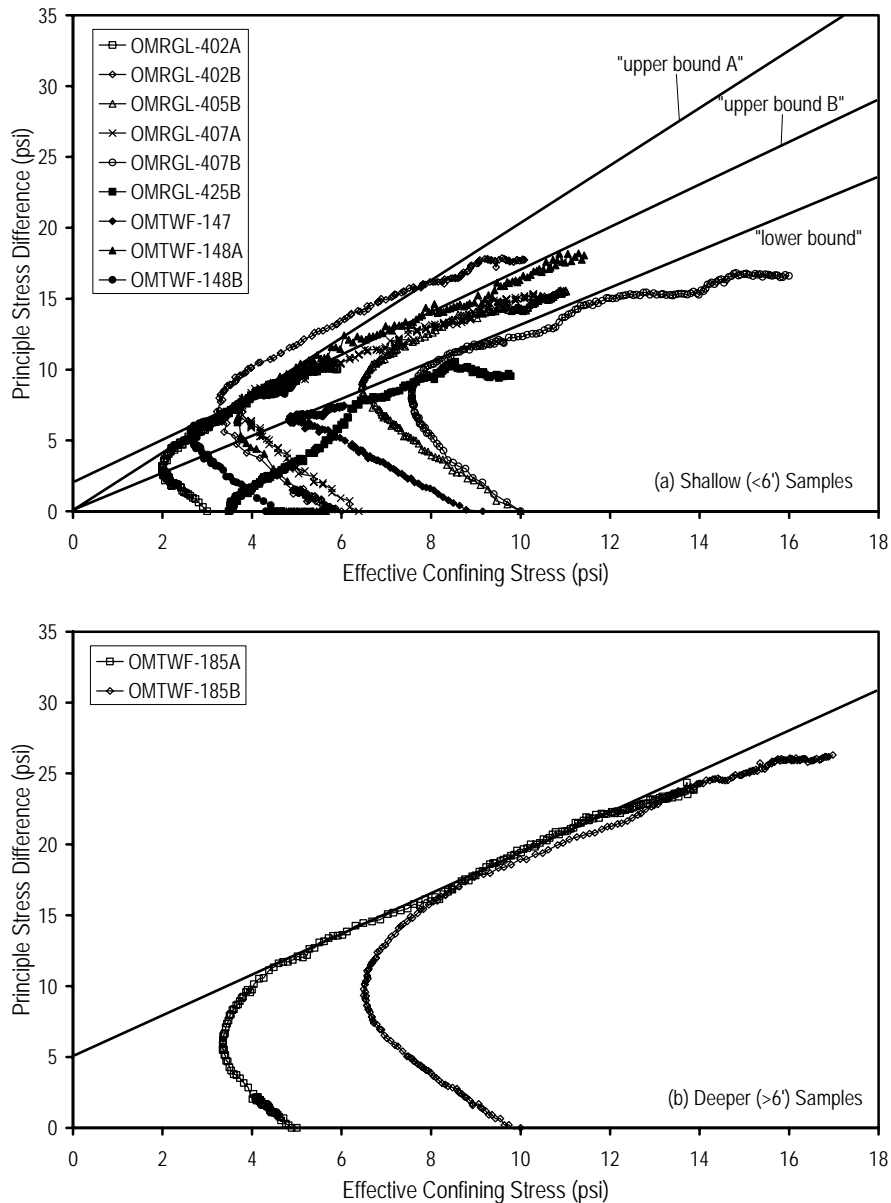 35
30
25
20
15
10
5
0
Principle Stress Difference (psi)
OMRGL-402A
OMRGL-402B
OMRGL-405B
OMRGL-407A
OMRGL-407B
OMRGL-425B
OMTWF-147
OMTWF-148A
OMTWF-148B
"upper bound A"
"upper bound B"
"lower bound"
(a) Shallow (<6') Samples
0 2 4 6 8 10 12 14 16 18
Effective Confining Stress (psi)
35
30
25
20
15
10
5
0
Principle Stress Difference (psi)
OMTWF-185A
OMTWF-185B
(b) Deeper (>6') Samples
0 2 4 6 8 10 12 14 16 18
Effective Confining Stress (psi)